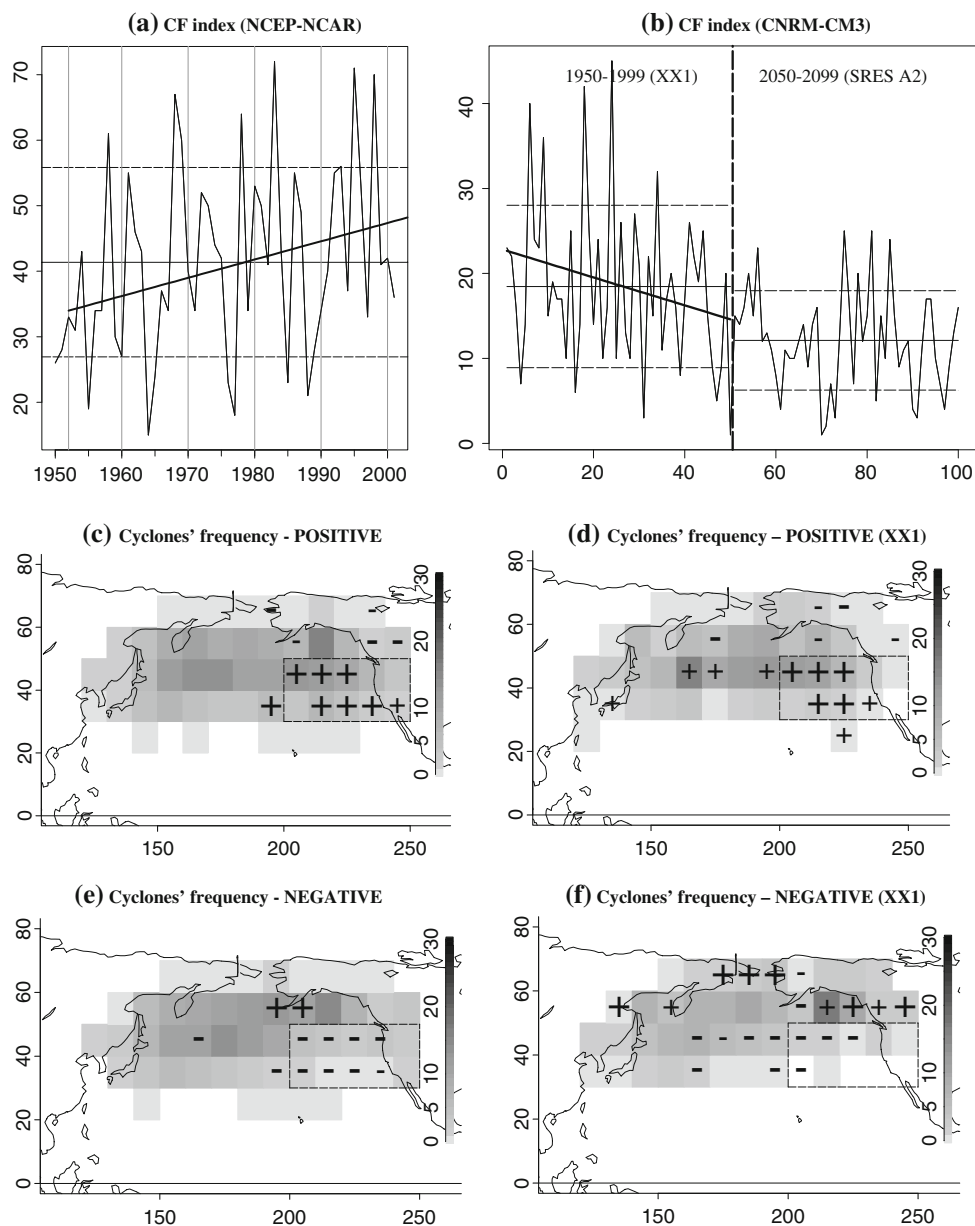 (a) CF index (NCEP-NCAR)
70
60
50
40
30
20
1950 1960 1970 1980 1990 2000
(b) CF index (CNRM-CM3)
1950-1999 (XX1)
2050-2099 (SRES A2)
40
30
20
10
0
0 20 40 60 80 100
(c) Cyclones' frequency - POSITIVE
80
60
40
20
0
150 200 250
0 5 10 20 30
(d) Cyclones' frequency – POSITIVE (XX1)
80
60
40
20
0
150 200 250
0 5 10 20 30
(e) Cyclones' frequency - NEGATIVE
80
60
40
20
0
150 200 250
0 5 10 20 30
(f) Cyclones' frequency – NEGATIVE (XX1)
80
60
40
20
0
150 200 250
0 5 10 20 30